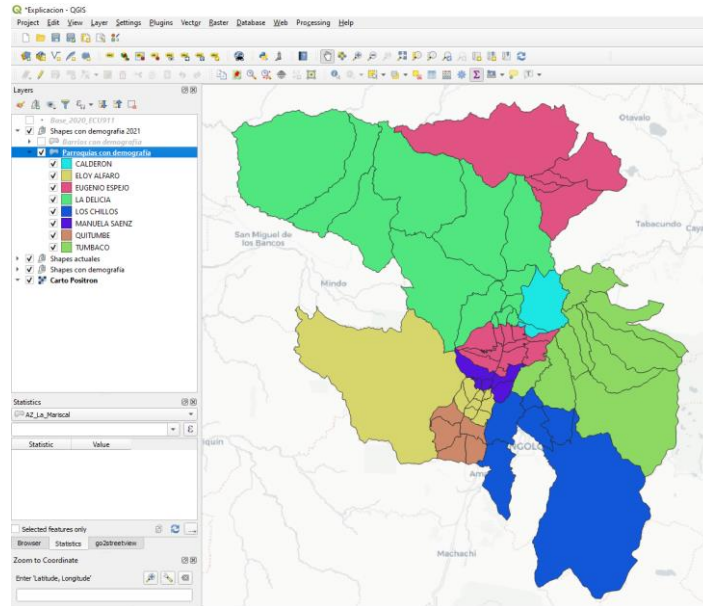 *Explicacion - QGIS
Project Edit View Layer Settings Plugins Vector Raster Database Web Processing Help
Layers
Base_2020_ECU911
Shapes con demografia 2021
Barrios con demografia
Parroquias con demografia
CALDERON
ELOY ALFARO
EUGENIO ESPEJO
LA DELICIA
LOS CHILLOS
MANUELA SAENZ
QUITUMBE
TUMBACO
Shapes actuales
Shapes con demografía
Carto Positron
Statistics
AZ_La_Mariscal
Statistic Value
Selected features only
Browser Statistics go2streetview
Zoom to Coordinate
Enter 'Latitude, Longitude'
Otavalo
Tabacundo
San Miguel de
los Bancos
Mindo
Machachi